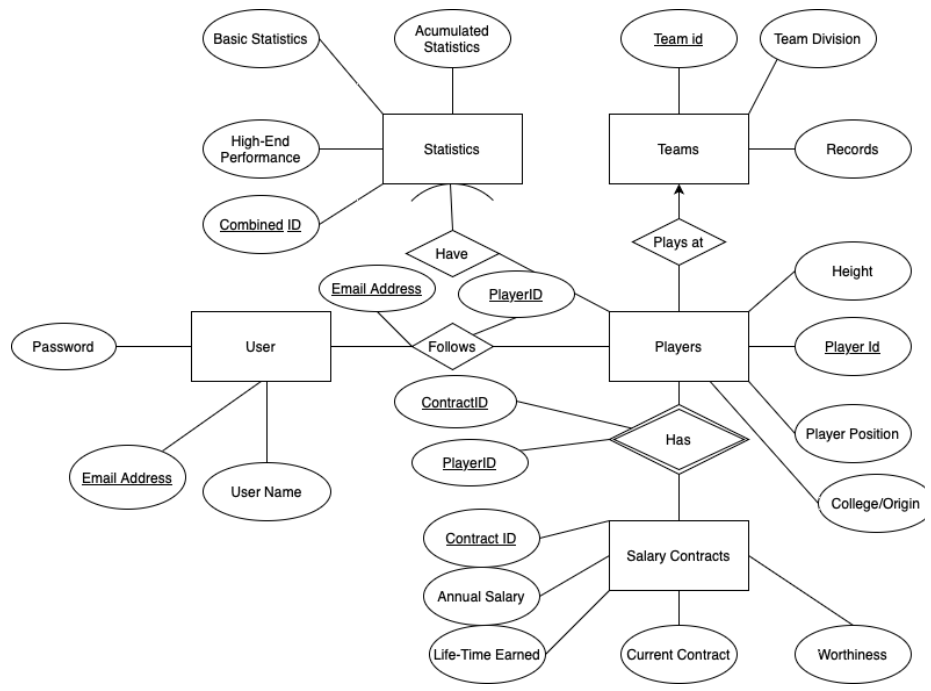 Basic Statistics
Acumulated
Statistics
Team id
Team Division
High-End
Performance
Statistics
Teams
Records
Combined ID
Have
Plays at
Height
Email Address
PlayerID
Password
User
Follows
Players
Player Id
ContractID
Has
Player Position
PlayerID
Email Address
User Name
College/Origin
Contract ID
Salary Contracts
Annual Salary
Life-Time Earned
Current Contract
Worthiness